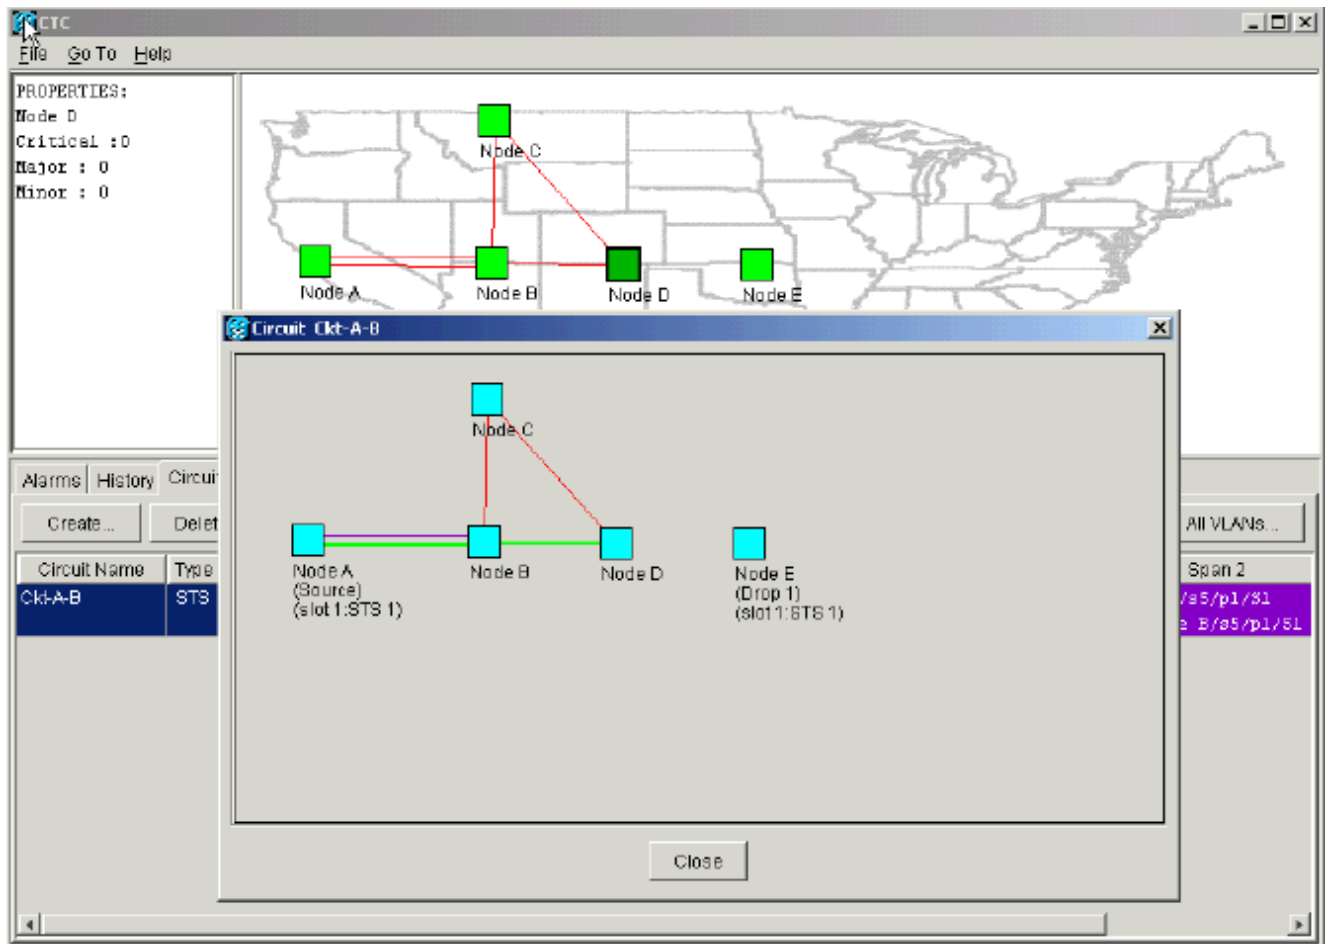 CTC
File Go To Help
PROPERTIES:
Node D
Critical :0
Major : 0
Minor : 0
Node C
Node A
Node B
Node D
Node E
Circuit Ckt-A-B
Node C
Node A
(Source)
(slot 1:STS 1)
Node B
Node D
Node E
(Drop 1)
(slot 1:STS 1)
Close
Alarms History Circui
Create... Delet
All VLANs...
Circuit Name Type
Span 2
Ckt-A-B STS
/s5/p1/S1
e B/s5/p1/S1